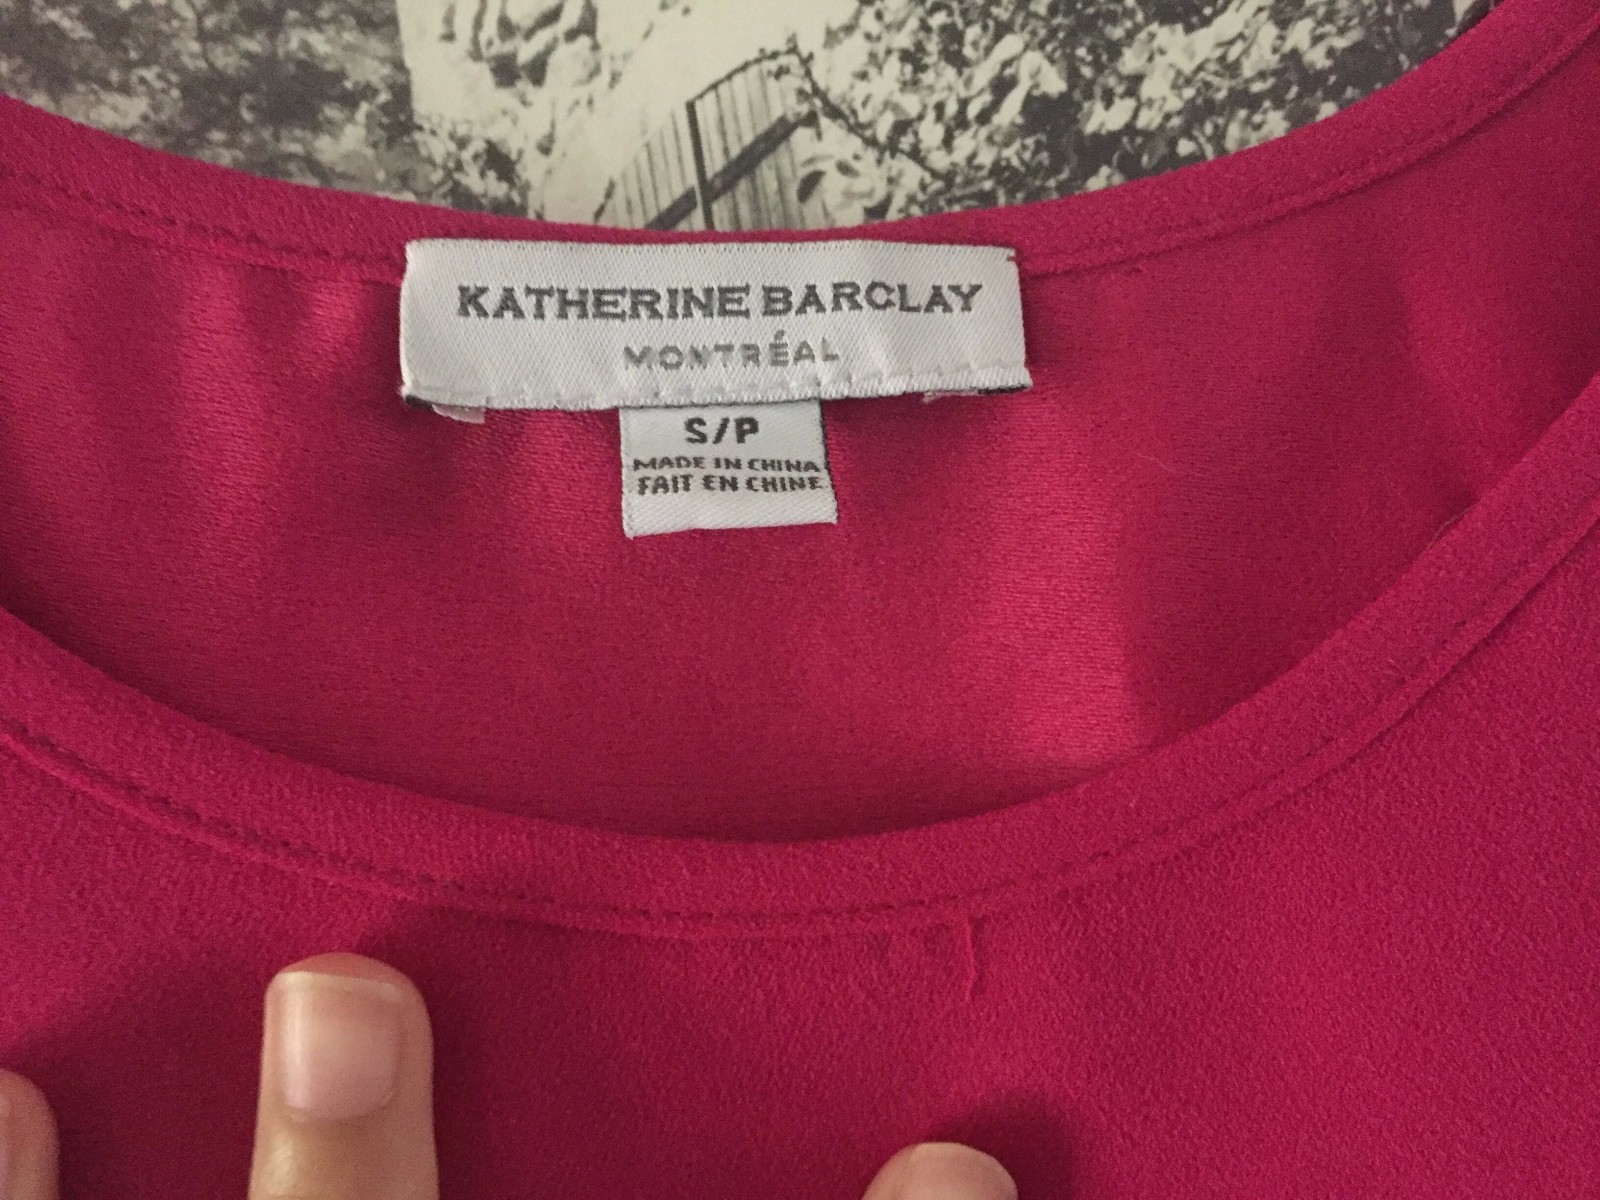 KATHERINE BARCLAY
MONTRÉAL
S/P
MADE IN CHINA
FAIT EN CHINE